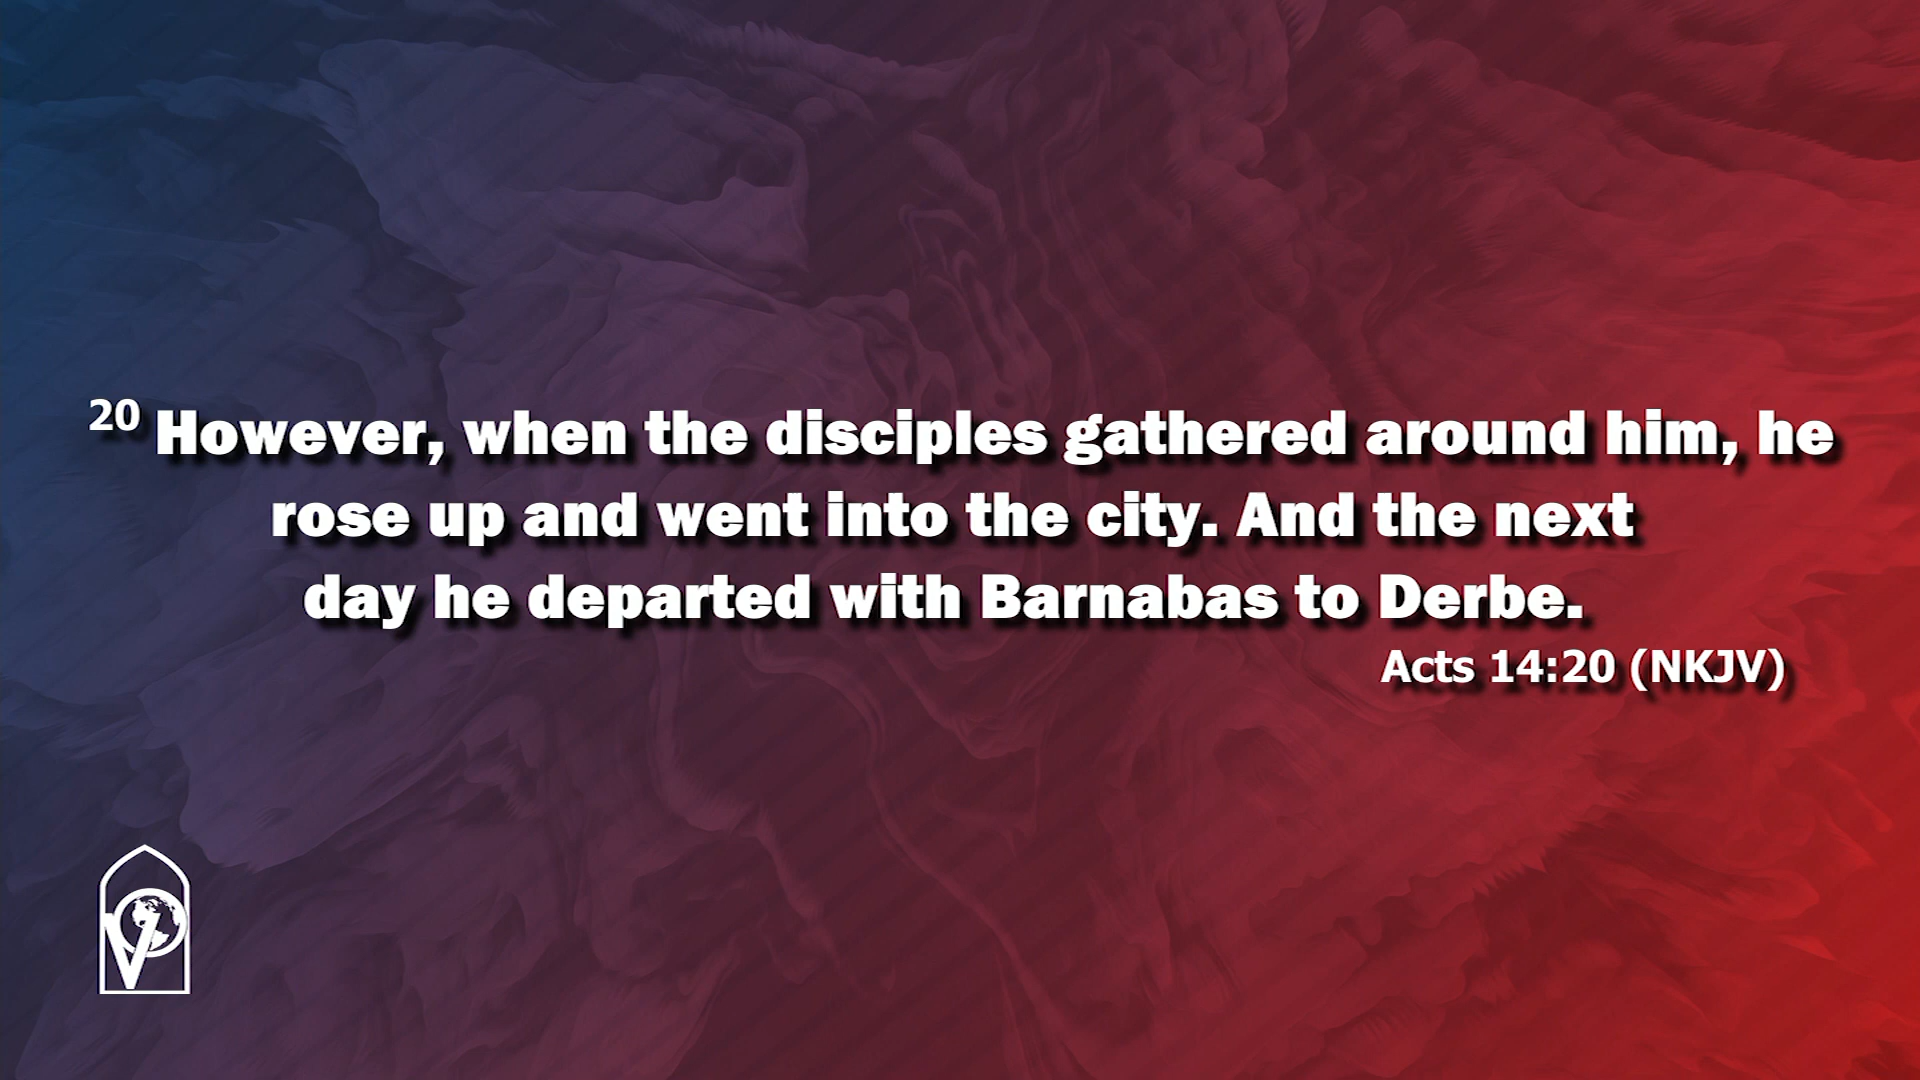 20 However, when the disciples gathered around him, he
rose up and went into the city. And the next
day he departed with Barnabas to Derbe.
Acts 14:20 (NKJV)
V